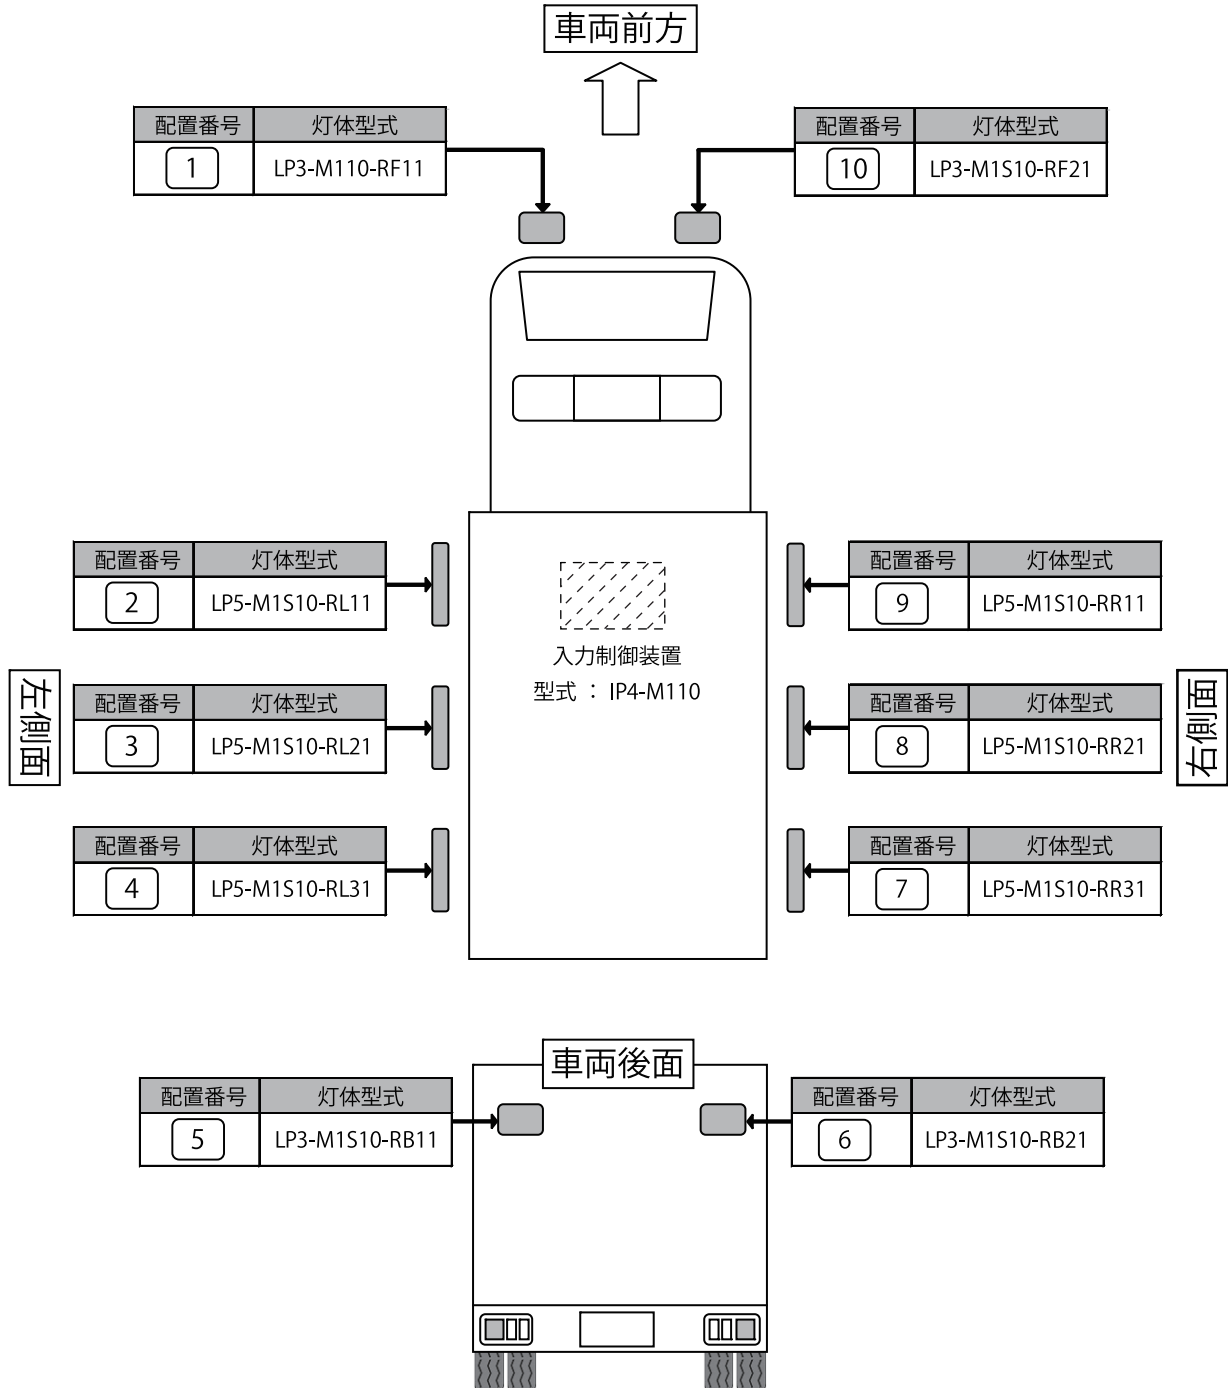 車両前方
配置番号 灯体型式
1 LP3-M110-RF11
配置番号 灯体型式
10 LP3-M1S10-RF21
配置番号 灯体型式
2 LP5-M1S10-RL11
配置番号 灯体型式
9 LP5-M1S10-RR11
入力制御装置
型式 : IP4-M110
左側面
配置番号 灯体型式
3 LP5-M1S10-RL21
配置番号 灯体型式
8 LP5-M1S10-RR21
右側面
配置番号 灯体型式
4 LP5-M1S10-RL31
配置番号 灯体型式
7 LP5-M1S10-RR31
車両後面
配置番号 灯体型式
5 LP3-M1S10-RB11
配置番号 灯体型式
6 LP3-M1S10-RB21